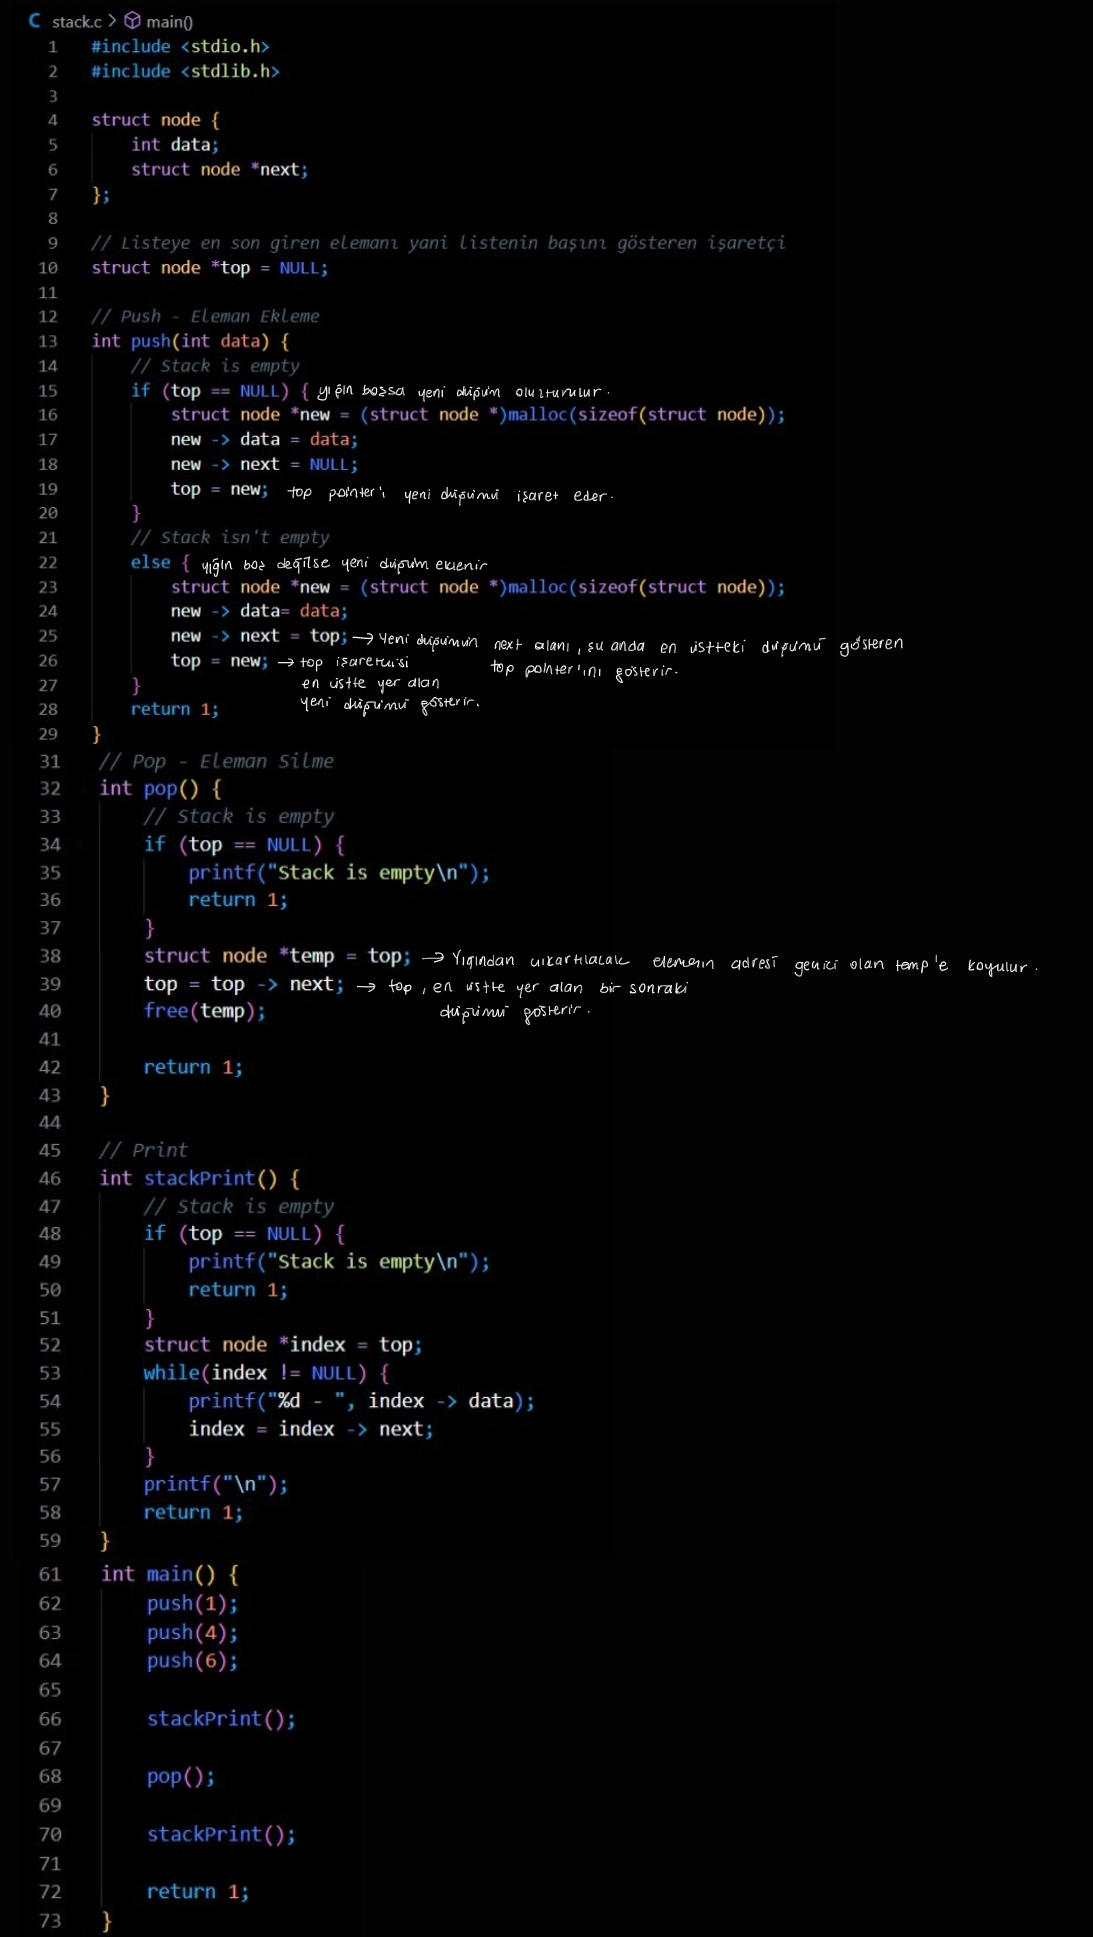 C stack.c > main()
1 #include <stdio.h>
2 #include <stdlib.h>
3
4 struct node {
5 int data;
6 struct node *next;
7 };
8
9 // Listeye en son giren elemanı yani listenin başını gösteren işaretçi
10 struct node *top = NULL;
11
12 // Push - Eleman Ekleme
13 int push(int data) {
14 // Stack is empty
15 if (top == NULL) { yığın boşsa yeni düğüm oluşturulur.
16 struct node *new = (struct node *)malloc(sizeof(struct node));
17 new -> data = data;
18 new -> next = NULL;
19 top = new; top pointer'ı yeni düğümü işaret eder.
20 }
21 // Stack isn't empty
22 else { yığın boş değilse yeni düğüm eklenir
23 struct node *new = (struct node *)malloc(sizeof(struct node));
24 new -> data= data;
25 new -> next = top; → Yeni düğümün next alanı, şu anda en üstteki düğümü gösteren
top pointer'ını gösterir.
26 top = new; → top işaretçisi
en üstte yer alan
27 }
yeni düğümü gösterir.
28 return 1;
29 }
31 // Pop - Eleman Silme
32 int pop() {
33 // Stack is empty
34 if (top == NULL) {
35 printf("Stack is empty\n");
36 return 1;
37 }
38 struct node *temp = top; → Yığından çıkartılacak elemanın adresi geçici olan temp'e koyulur.
39 top = top -> next; → top, en üstte yer alan bir sonraki
düğümü gösterir.
40 free(temp);
41
42 return 1;
43 }
44
45 // Print
46 int stackPrint() {
47 // Stack is empty
48 if (top == NULL) {
49 printf("Stack is empty\n");
50 return 1;
51 }
52 struct node *index = top;
53 while(index != NULL) {
54 printf("%d - ", index -> data);
55 index = index -> next;
56 }
57 printf("\n");
58 return 1;
59 }
61 int main() {
62 push(1);
63 push(4);
64 push(6);
65
66 stackPrint();
67
68 pop();
69
70 stackPrint();
71
72 return 1;
73 }